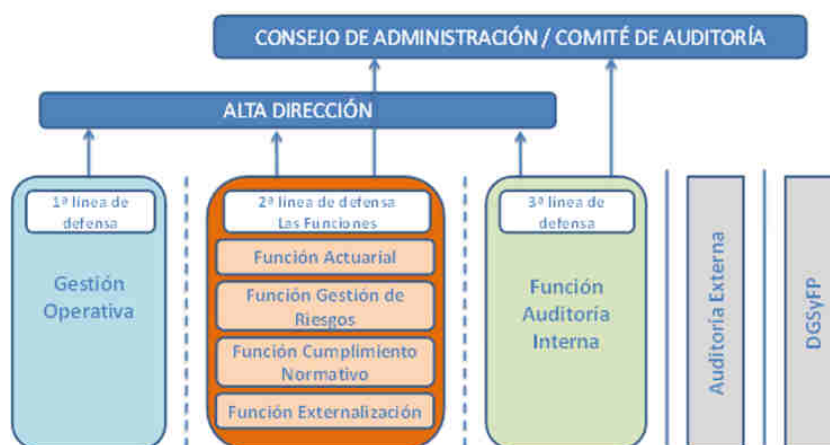 CONSEJO DE ADMINISTRACIÓN / COMITÉ DE AUDITORÍA
ALTA DIRECCIÓN
1ª línea de
defensa
Gestión
Operativa
2ª línea de defensa
Las Funciones
Función Actuarial
Función Gestión de
Riesgos
Función Cumplimiento
Normativo
Función Externalización
3ª línea de
defensa
Función
Auditoría
Interna
Auditoría Externa
DGSyFP